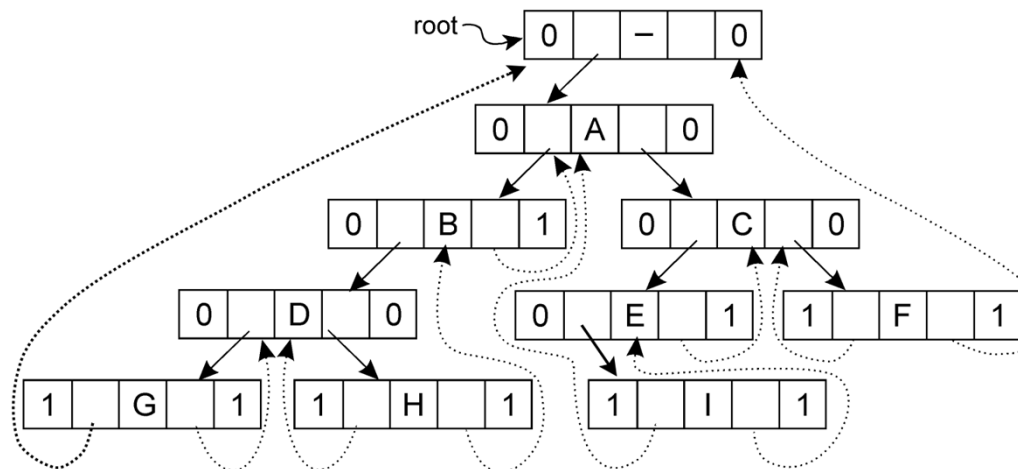 root
0 – 0
0 A 0
0 B 1
0 C 0
0 D 0
0 E 1
1 F 1
1 G 1
1 H 1
1 I 1